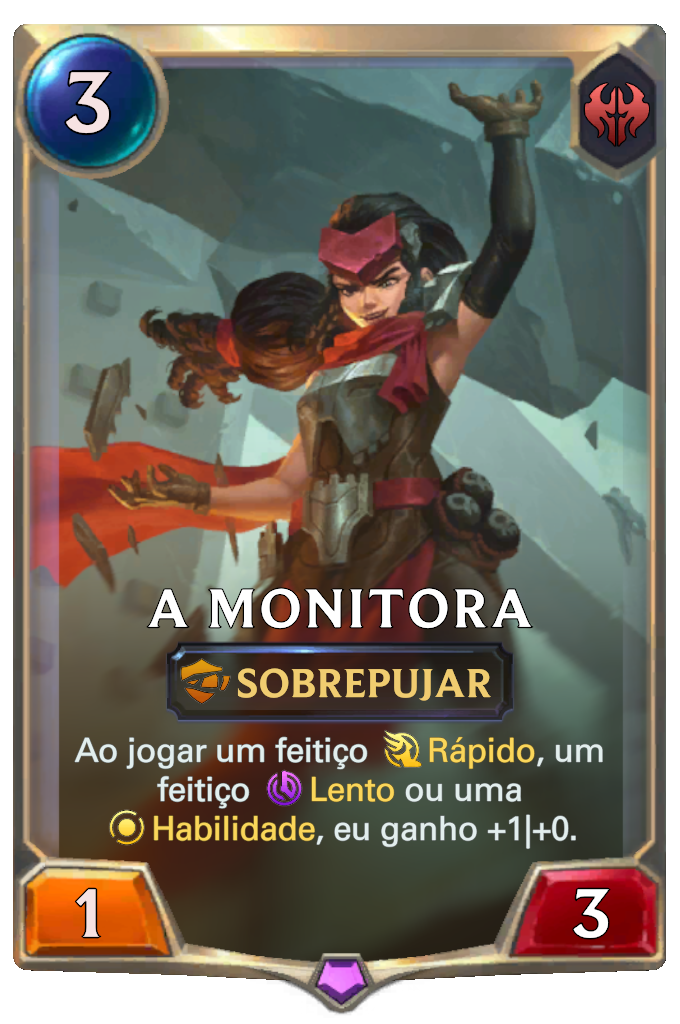 3
A MONITORA
SOBREPUJAR
Ao jogar um feitiço Rápido, um
feitiço Lento ou uma
Habilidade, eu ganho +1|+0.
1
3